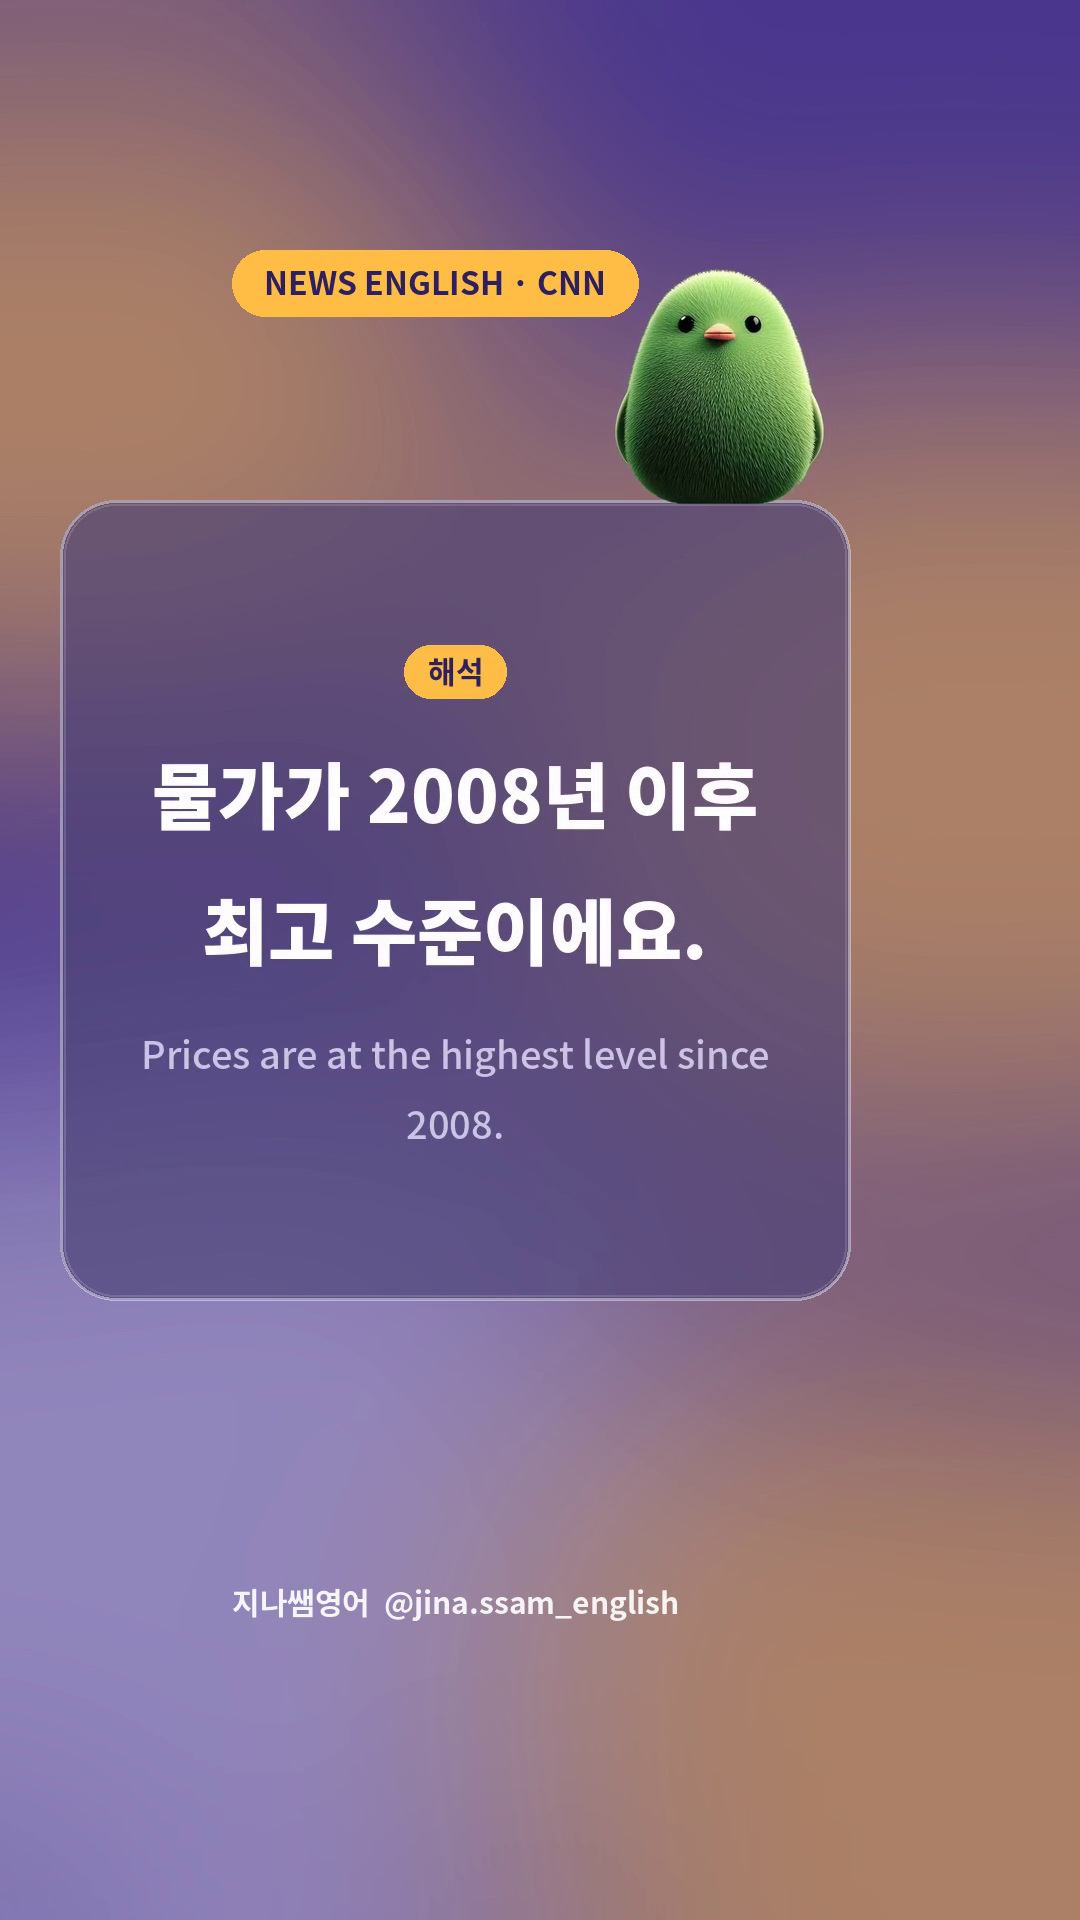 NEWS ENGLISH · CNN
해석
물가가 2008년 이후
최고 수준이에요.
Prices are at the highest level since
2008.
지나쌤영어 @jina.ssam_english